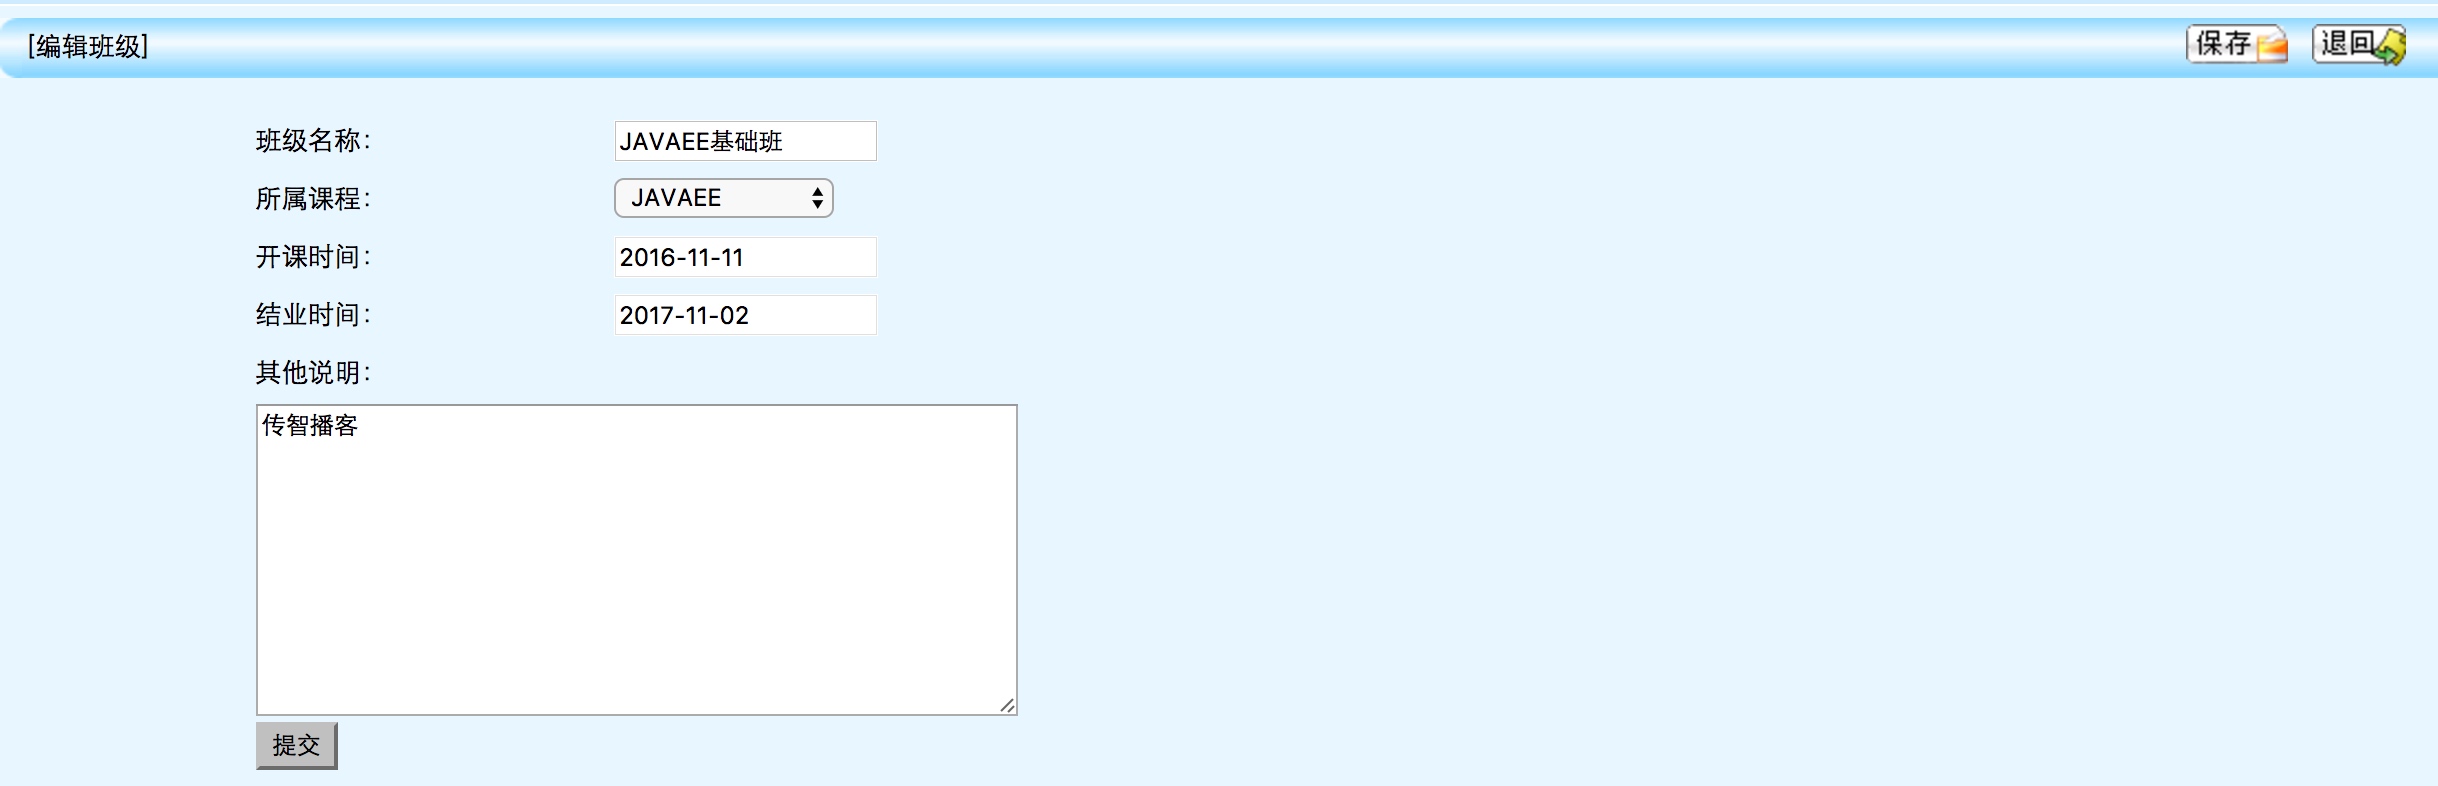 [编辑班级] 保存 退回
班级名称： JAVAEE基础班
所属课程： JAVAEE
开课时间： 2016-11-11
结业时间： 2017-11-02
其他说明：
传智播客
提交